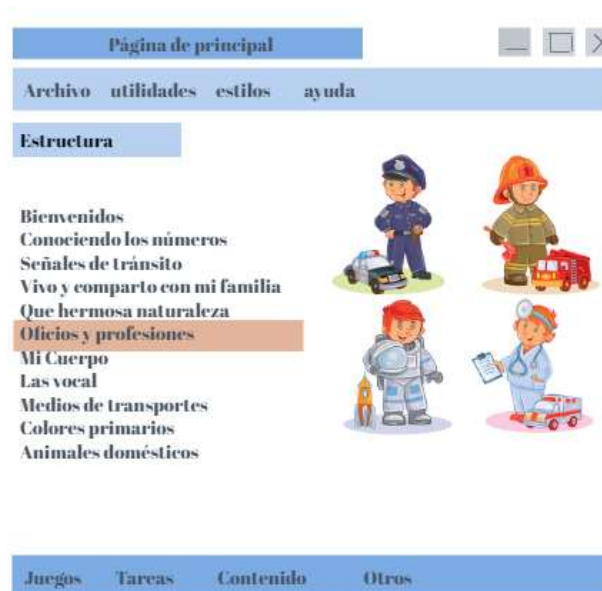 Página de principal
Archivo utilidades estilos ayuda
Estructura
Bienvenidos
Conociendo los números
Señales de tránsito
Vivo y comparto con mi familia
Que hermosa naturaleza
Oficios y profesiones
Mi Cuerpo
Las vocal
Medios de transportes
Colores primarios
Animales domésticos
Juegos Tareas Contenido Otros